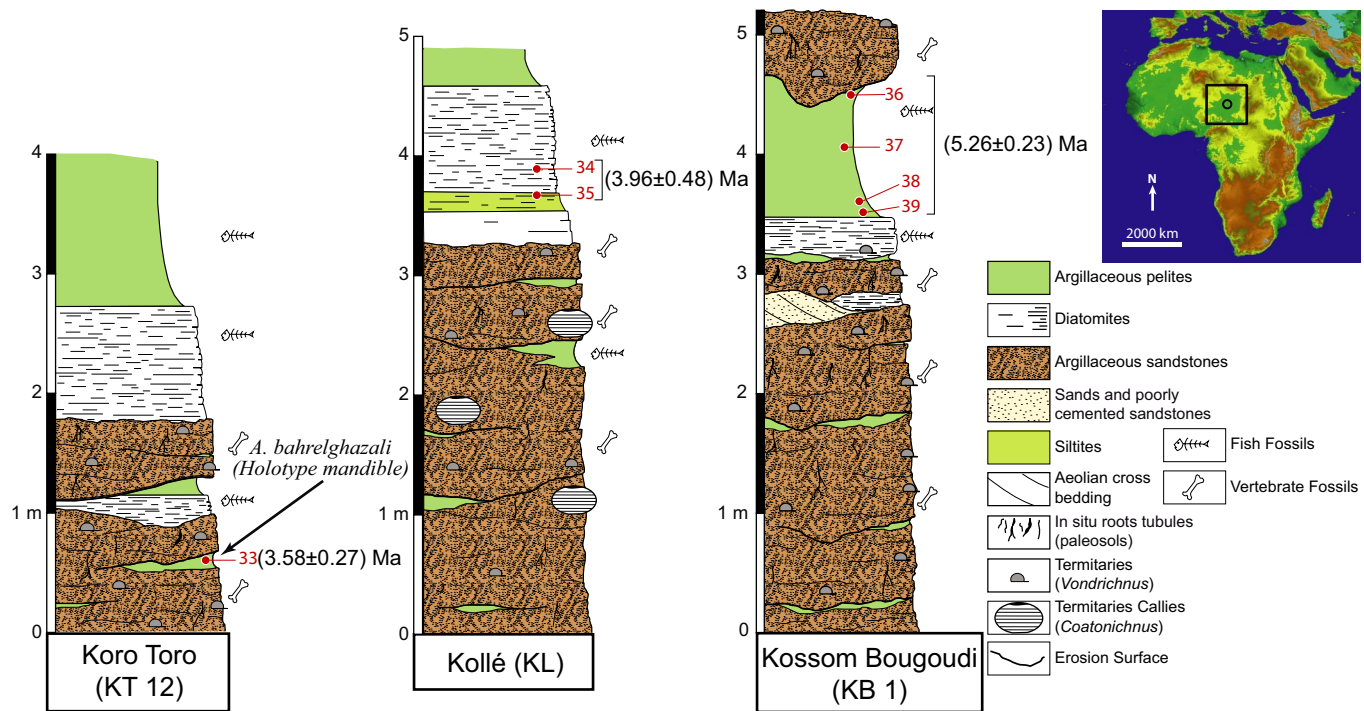 4
3
2
1 m
0
A. bahrelghazali
(Holotype mandible)
33 (3.58±0.27) Ma
Koro Toro
(KT 12)
5
4
3
2
1 m
0
34
35
(3.96±0.48) Ma
Kollé (KL)
5
4
3
2
1 m
0
36
37
38
39
(5.26±0.23) Ma
Kossom Bougoudi
(KB 1)
N
2000 km
Argillaceous pelites
Diatomites
Argillaceous sandstones
Sands and poorly
cemented sandstones
Siltites
Fish Fossils
Aeolian cross
bedding
Vertebrate Fossils
In situ roots tubules
(paleosols)
Termitaries
(Vondrichnus)
Termitaries Callies
(Coatonichnus)
Erosion Surface